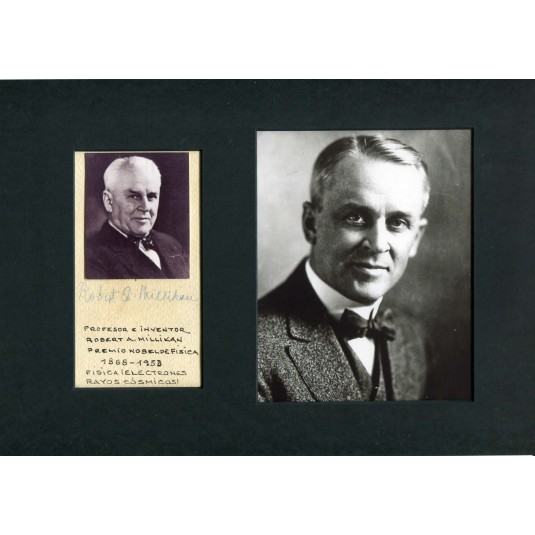 Robert A. Millikan
PROFESOR E INVENTOR
ROBERT A. MILLIKAN
PREMIO NOBEL DE FISICA
1868-1953
FISICA (ELECTRONES
RAYOS CÓSMICOS)